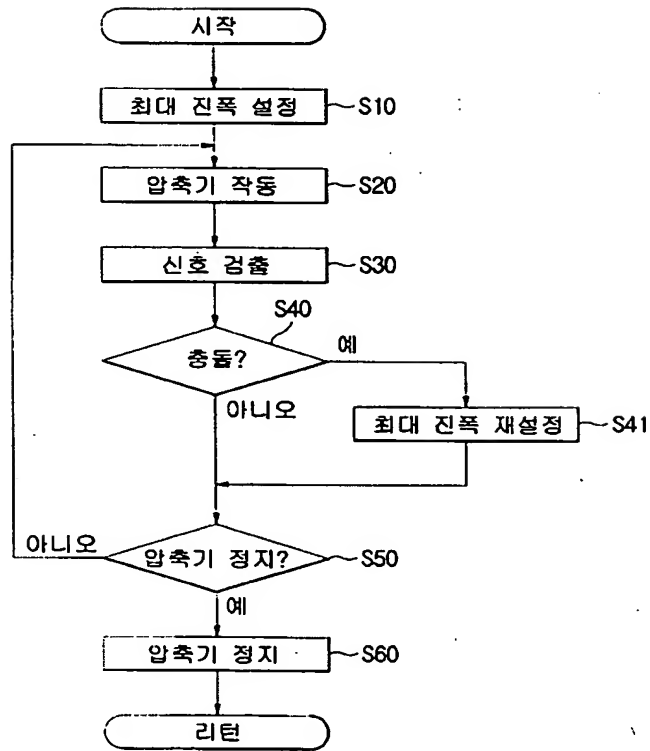 시작
최대 진폭 설정 S10
압축기 작동 S20
신호 검출 S30
S40
충돌? 예
아니오
최대 진폭 재설정 S41
아니오 압축기 정지? S50
예
압축기 정지 S60
리턴